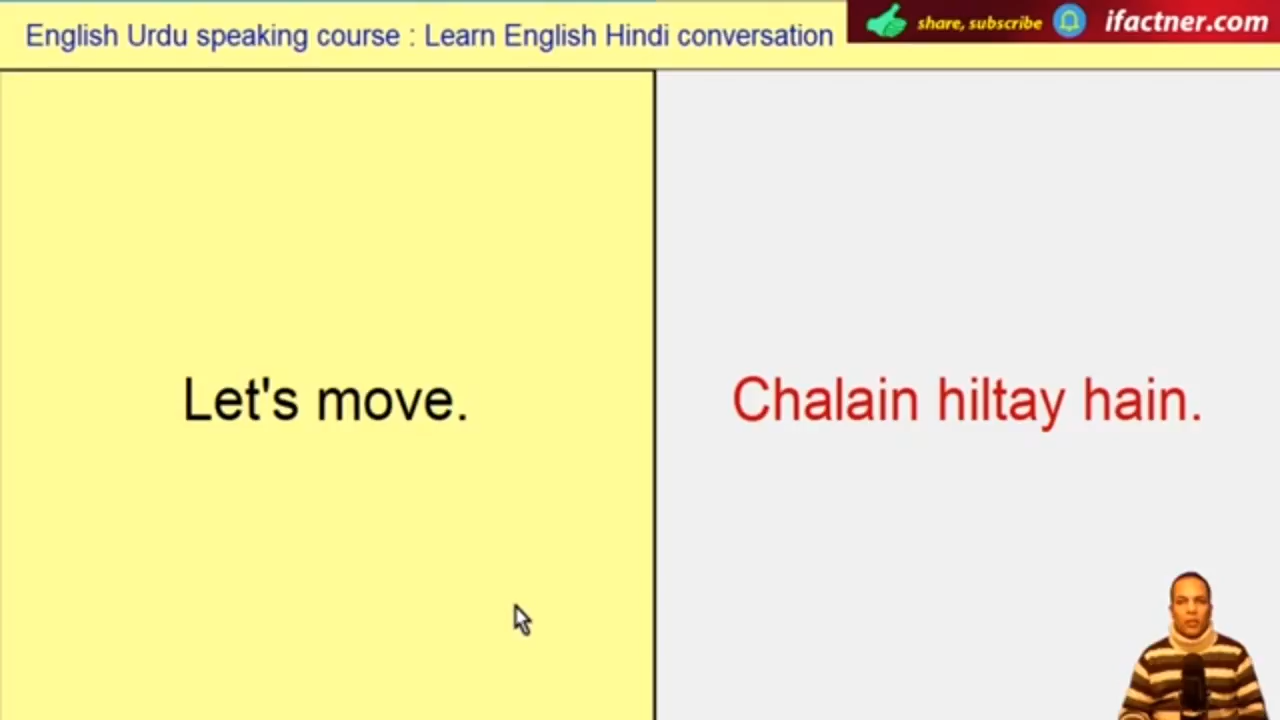 English Urdu speaking course : Learn English Hindi conversation
share, subscribe
ifactner.com
Let's move.
Chalain hiltay hain.